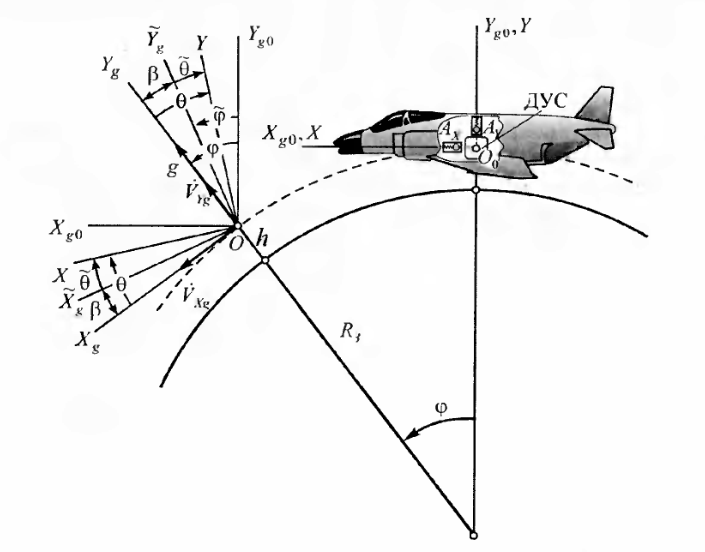 Y_g0, Y
Y_g0
Ỹ_g
Y
Y_g
β
θ̃
θ
φ̃
φ
g
V̇_Yg
ДУС
A_X
A_Y
O_0
X_g0, X
X_g0
O
h
X
θ̃
θ
X̃_g
β
X_g
V̇_Xg
R_з
φ